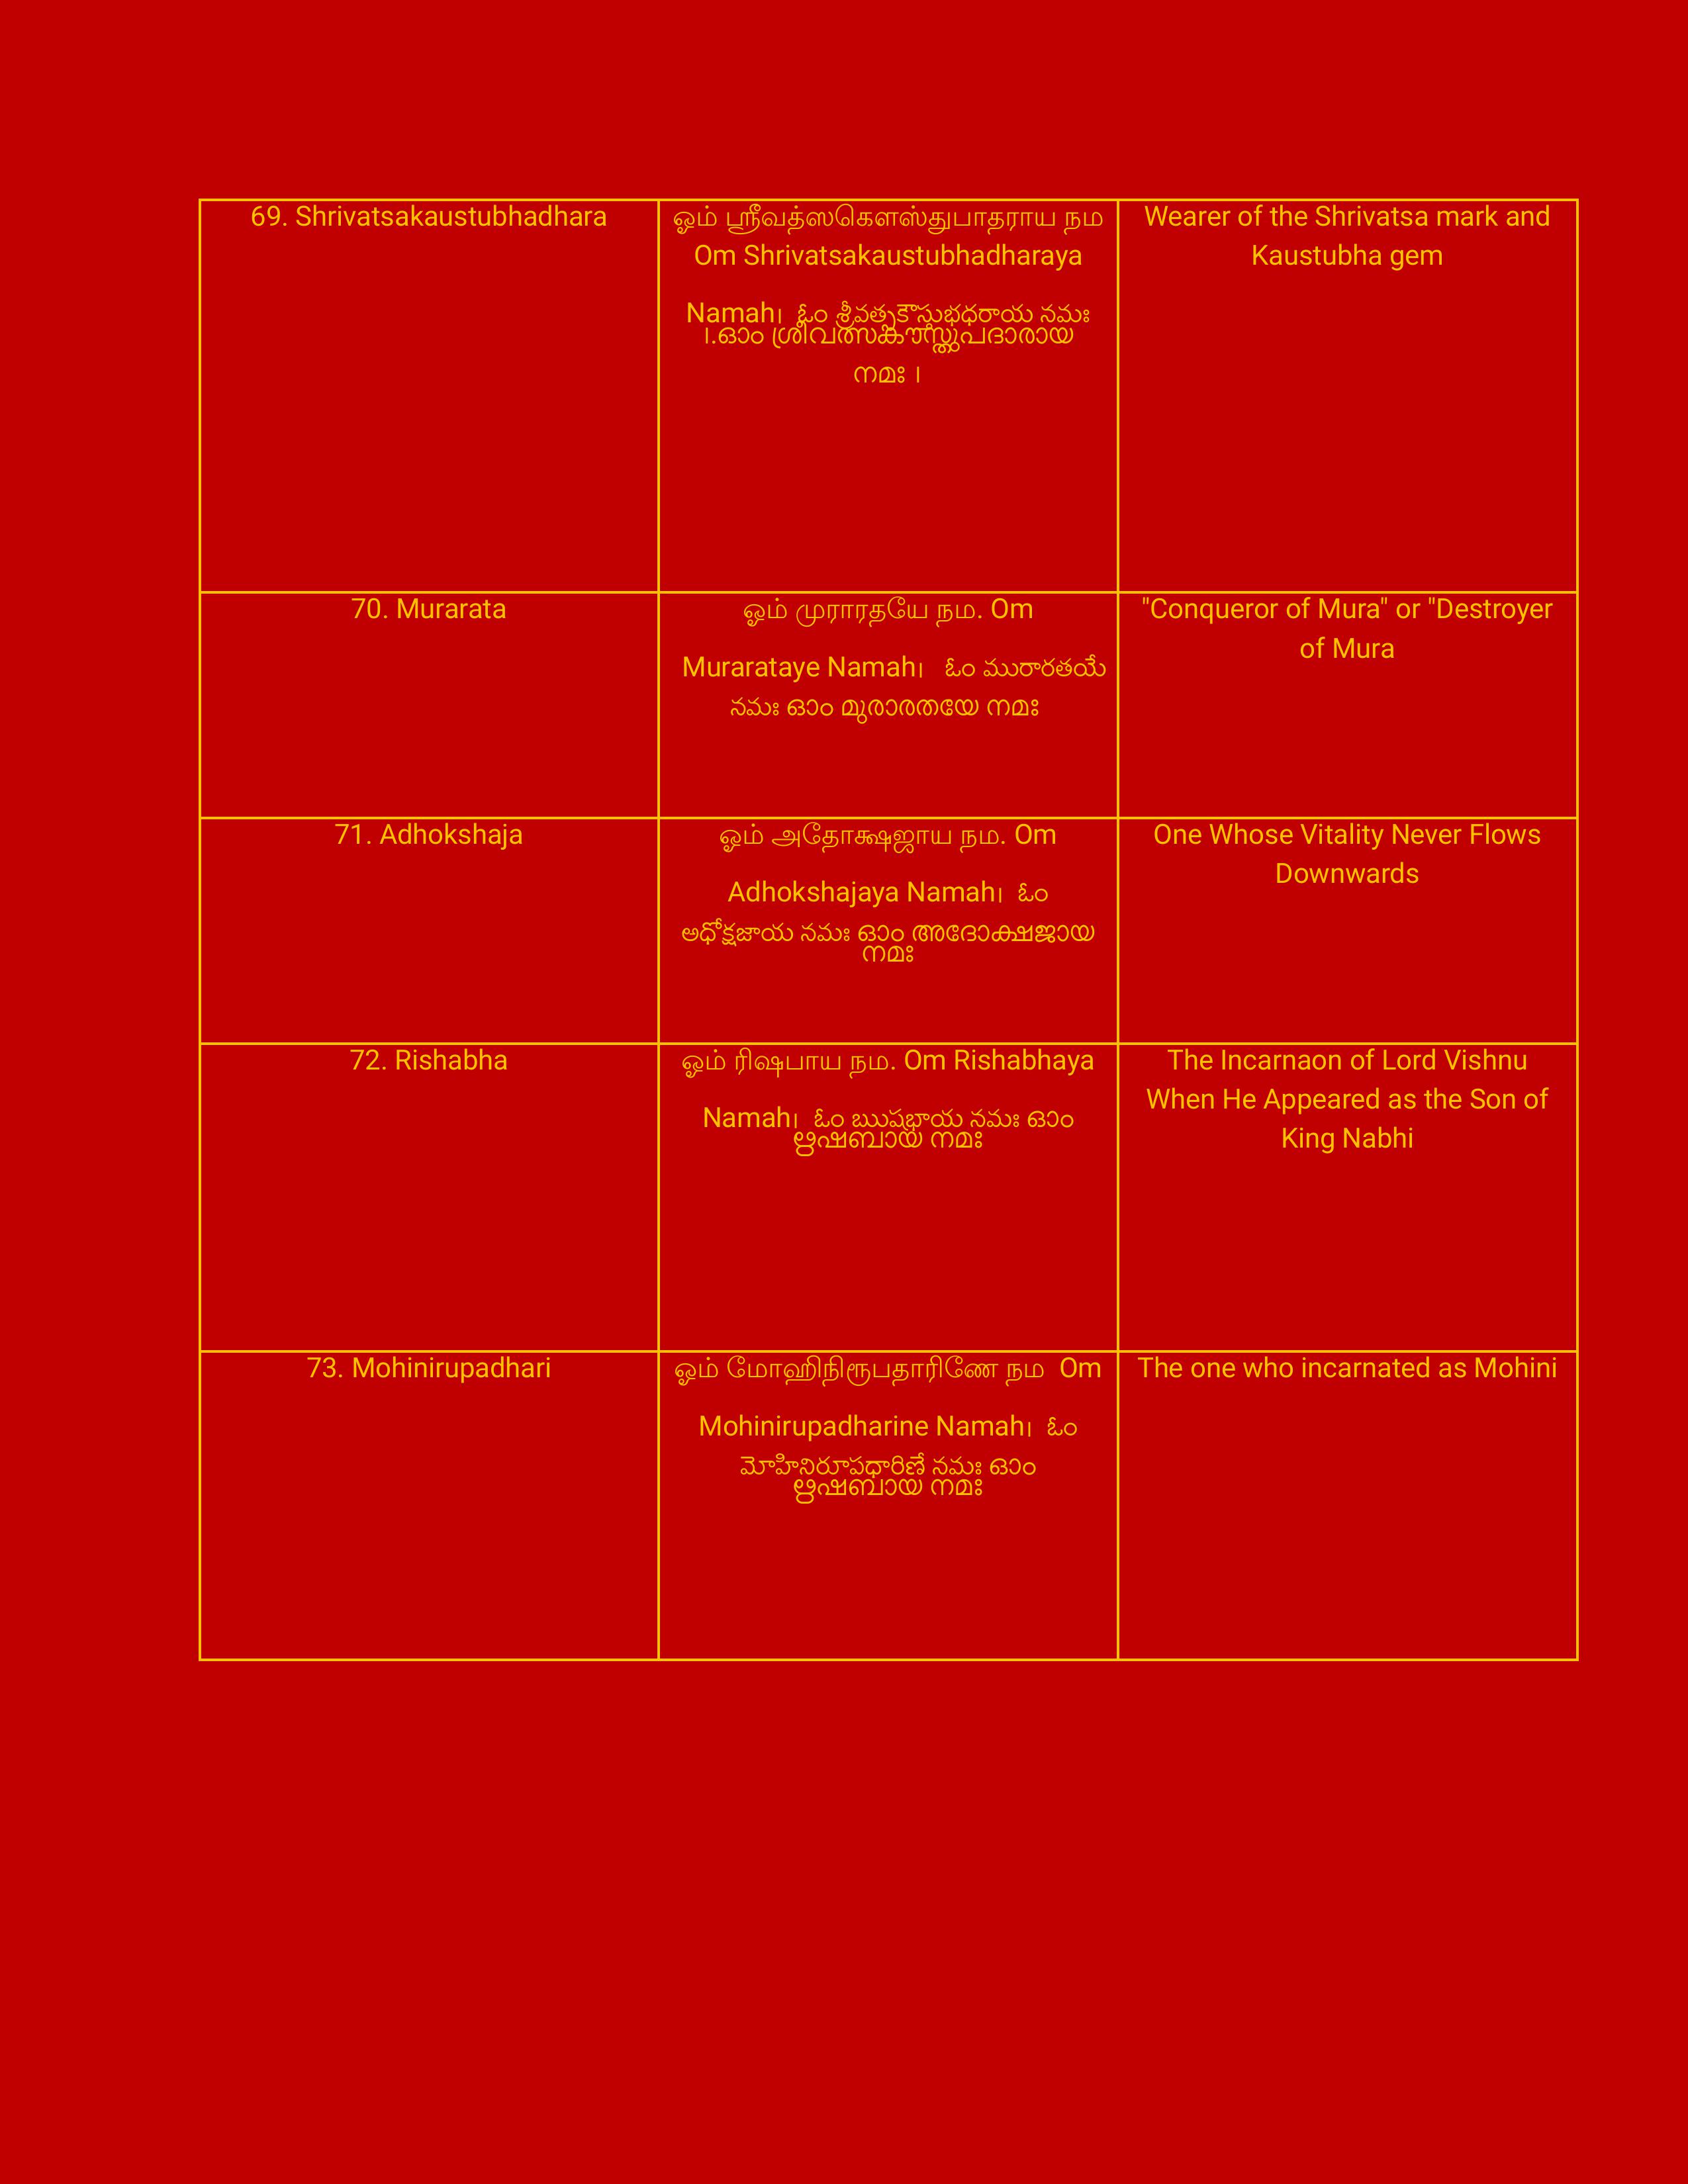 69. Shrivatsakaustubhadhara
ஓம் ஸ்ரீவத்ஸகௌஸ்துபாதராய நம
Om Shrivatsakaustubhadharaya
Namah। ఓం శ్రీవత్సకౌస్తుభధరాయ నమః
।.ഓം ശ്രീവത്സകൗസ്തുപദാരായ
നമഃ ।
Wearer of the Shrivatsa mark and
Kaustubha gem
70. Murarata
ஓம் முராரதயே நம. Om
Murarataye Namah। ఓం మురారతయే
నమః ഓം മുരാരതയേ നമഃ
"Conqueror of Mura" or "Destroyer
of Mura
71. Adhokshaja
ஓம் அதோக்ஷஜாய நம. Om
Adhokshajaya Namah। ఓం
అధోక్షజాయ నమః ഓം അദോക്ഷജായ
നമഃ
One Whose Vitality Never Flows
Downwards
72. Rishabha
ஓம் ரிஷபாய நம. Om Rishabhaya
Namah। ఓం ఋషభాయ నమః ഓം
ഋഷബായ നമഃ
The Incarnaon of Lord Vishnu
When He Appeared as the Son of
King Nabhi
73. Mohinirupadhari
ஓம் மோஹிநிரூபதாரிணே நம Om
Mohinirupadharine Namah। ఓం
మోహినిరూపధారిణే నమః ഓം
ഋഷബായ നമഃ
The one who incarnated as Mohini